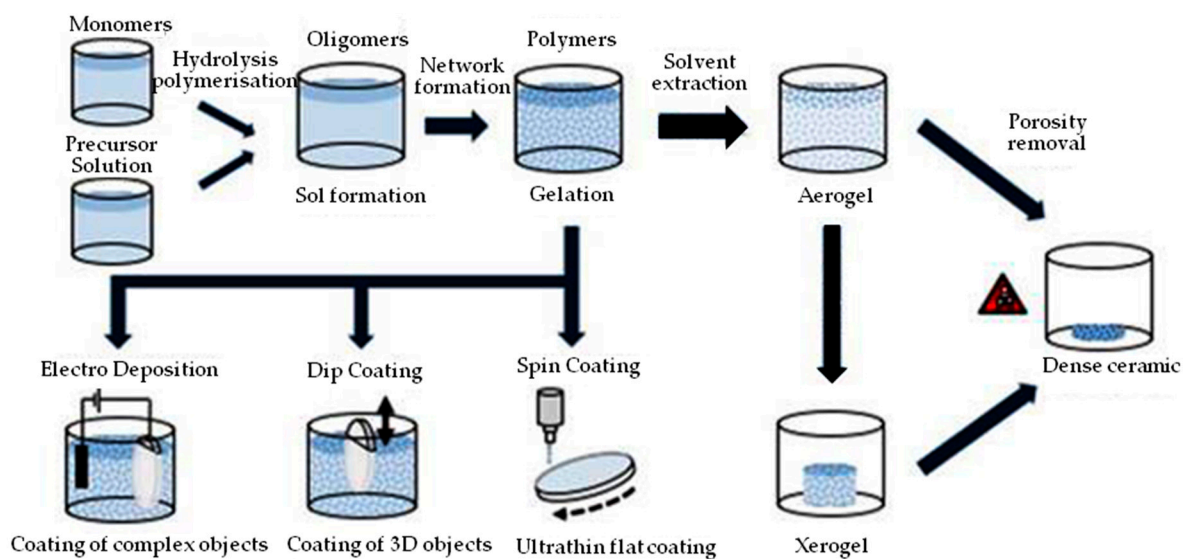 Monomers
Hydrolysis
polymerisation
Precursor
Solution
Oligomers
Sol formation
Network
formation
Polymers
Gelation
Solvent
extraction
Aerogel
Porosity
removal
Dense ceramic
Electro Deposition
Coating of complex objects
Dip Coating
Coating of 3D objects
Spin Coating
Ultrathin flat coating
Xerogel